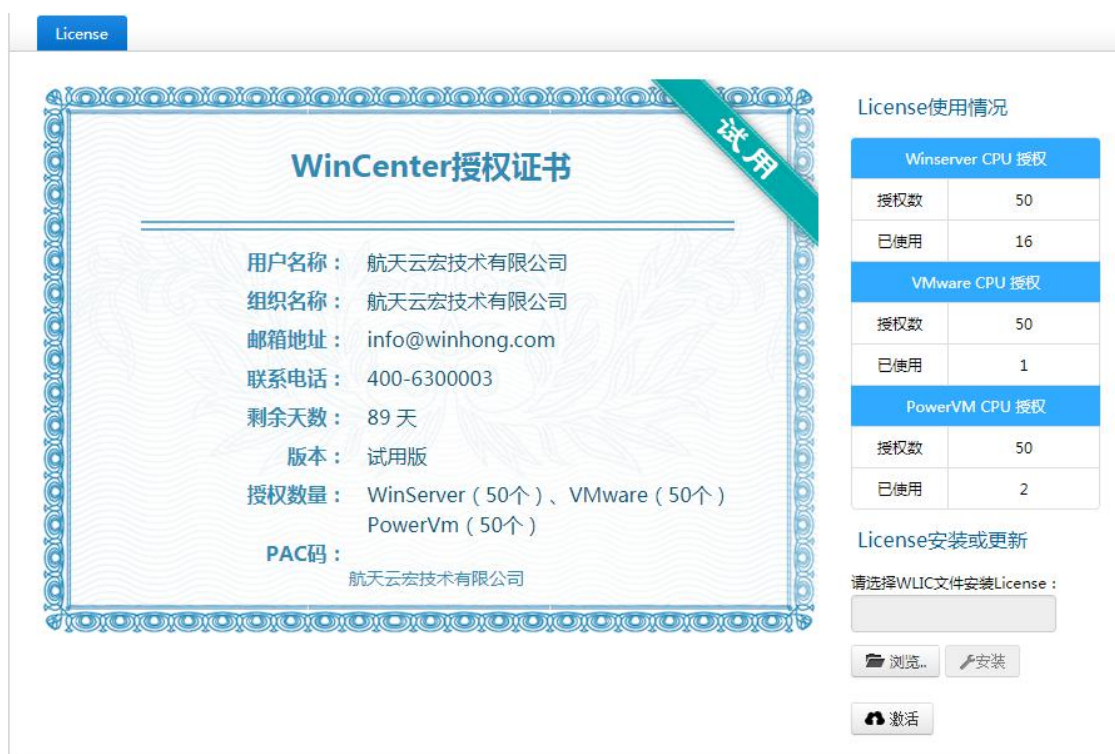 License
试用
WinCenter授权证书
用户名称： 航天云宏技术有限公司
组织名称： 航天云宏技术有限公司
邮箱地址： info@winhong.com
联系电话： 400-6300003
剩余天数： 89 天
版本： 试用版
授权数量： WinServer（50个）、VMware（50个）
PowerVm（50个）
PAC码：
航天云宏技术有限公司
License使用情况
Winserver CPU 授权
授权数 50
已使用 16
VMware CPU 授权
授权数 50
已使用 1
PowerVM CPU 授权
授权数 50
已使用 2
License安装或更新
请选择WLIC文件安装License：
浏览.. 安装
激活